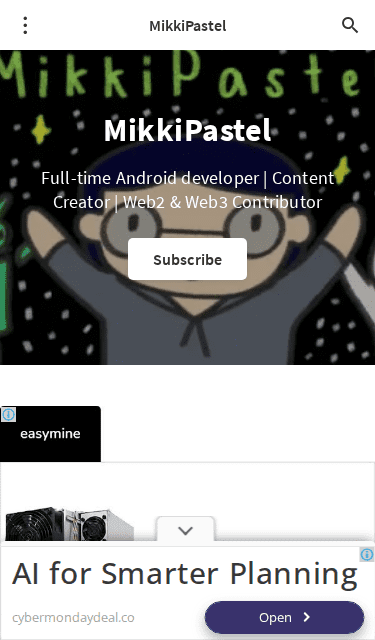 MikkiPastel
MikkiPaste
MikkiPastel
Full-time Android developer | Content
Creator | Web2 & Web3 Contributor
Subscribe
easymine
AI for Smarter Planning
cybermondaydeal.co
Open